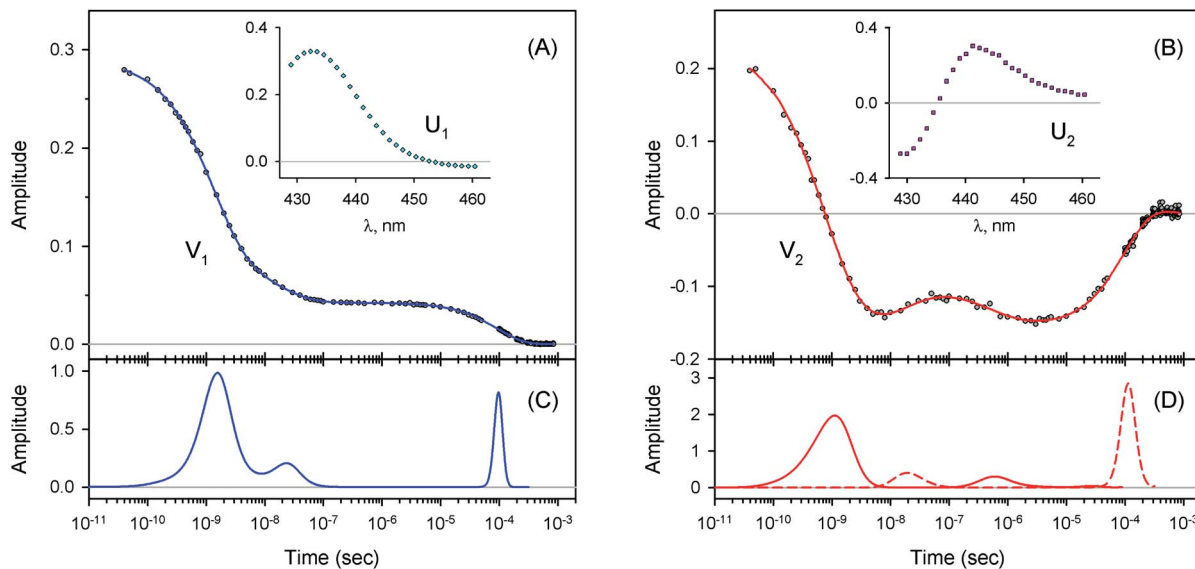 (A)
Amplitude
0.3
0.2
0.1
0.0
V₁
0.4
0.2
0.0
430 440 450 460
λ, nm
U₁
(B)
Amplitude
0.2
0.1
0.0
-0.1
-0.2
V₂
0.4
0.0
-0.4
430 440 450 460
λ, nm
U₂
(C)
Amplitude
1.0
0.5
0.0
10⁻¹¹ 10⁻¹⁰ 10⁻⁹ 10⁻⁸ 10⁻⁷ 10⁻⁶ 10⁻⁵ 10⁻⁴ 10⁻³
Time (sec)
(D)
Amplitude
3
2
1
0
10⁻¹¹ 10⁻¹⁰ 10⁻⁹ 10⁻⁸ 10⁻⁷ 10⁻⁶ 10⁻⁵ 10⁻⁴ 10⁻³
Time (sec)